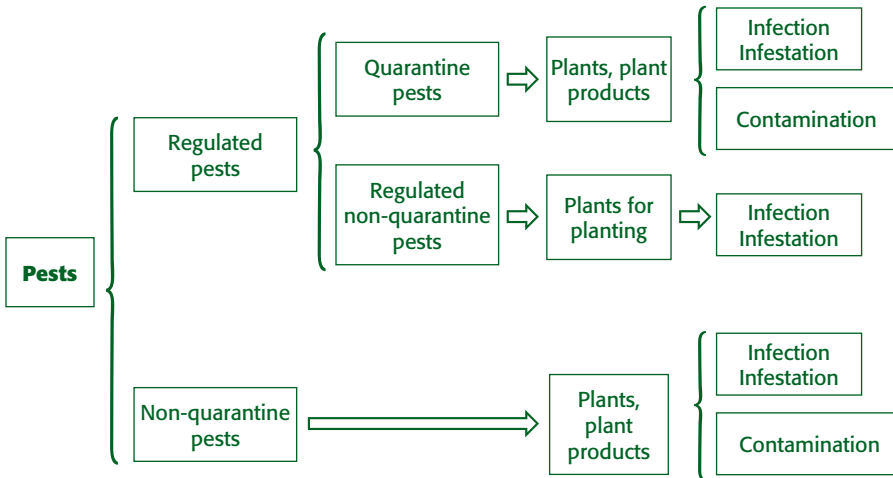 Pests
Regulated
pests
Quarantine
pests
Plants, plant
products
Infection
Infestation
Contamination
Regulated
non-quarantine
pests
Plants for
planting
Infection
Infestation
Non-quarantine
pests
Plants,
plant
products
Infection
Infestation
Contamination